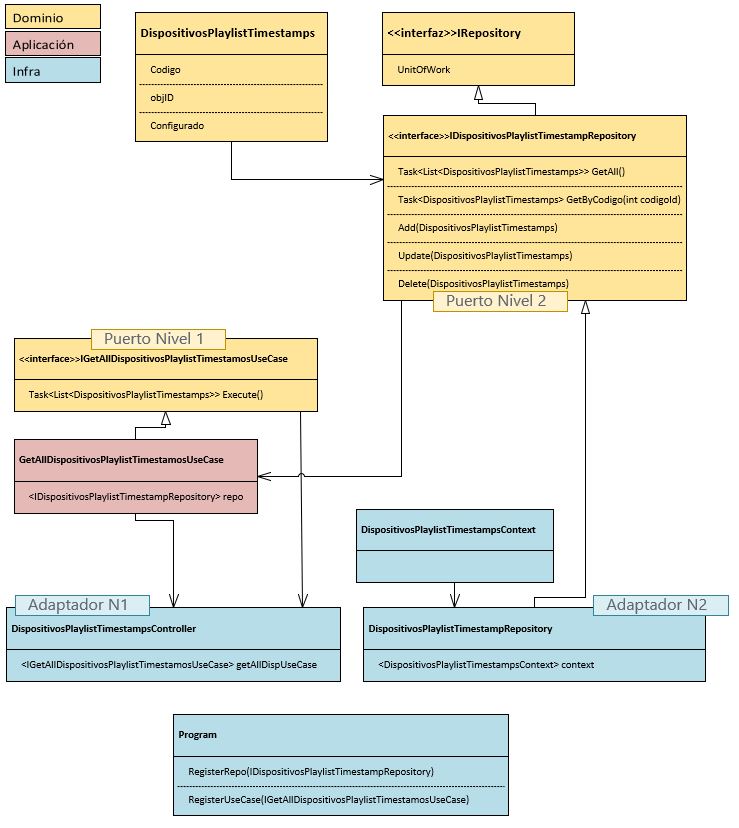 Dominio
Aplicación
Infra
DispositivosPlaylistTimestamps
Codigo
objID
Configurado
<<interfaz>>IRepository
UnitOfWork
<<interface>>IDispositivosPlaylistTimestampRepository
Task<List<DispositivosPlaylistTimestamps>> GetAll()
Task<DispositivosPlaylistTimestamps> GetByCodigo(int codigoId)
Add(DispositivosPlaylistTimestamps)
Update(DispositivosPlaylistTimestamps)
Delete(DispositivosPlaylistTimestamps)
Puerto Nivel 2
Puerto Nivel 1
<<interface>>IGetAllDispositivosPlaylistTimestamosUseCase
Task<List<DispositivosPlaylistTimestamps>> Execute()
GetAllDispositivosPlaylistTimestamosUseCase
<IDispositivosPlaylistTimestampRepository> repo
DispositivosPlaylistTimestampsContext
Adaptador N1
DispositivosPlaylistTimestampsController
<IGetAllDispositivosPlaylistTimestamosUseCase> getAllDispUseCase
Adaptador N2
DispositivosPlaylistTimestampRepository
<DispositivosPlaylistTimestampsContext> context
Program
RegisterRepo(IDispositivosPlaylistTimestampRepository)
RegisterUseCase(IGetAllDispositivosPlaylistTimestamosUseCase)